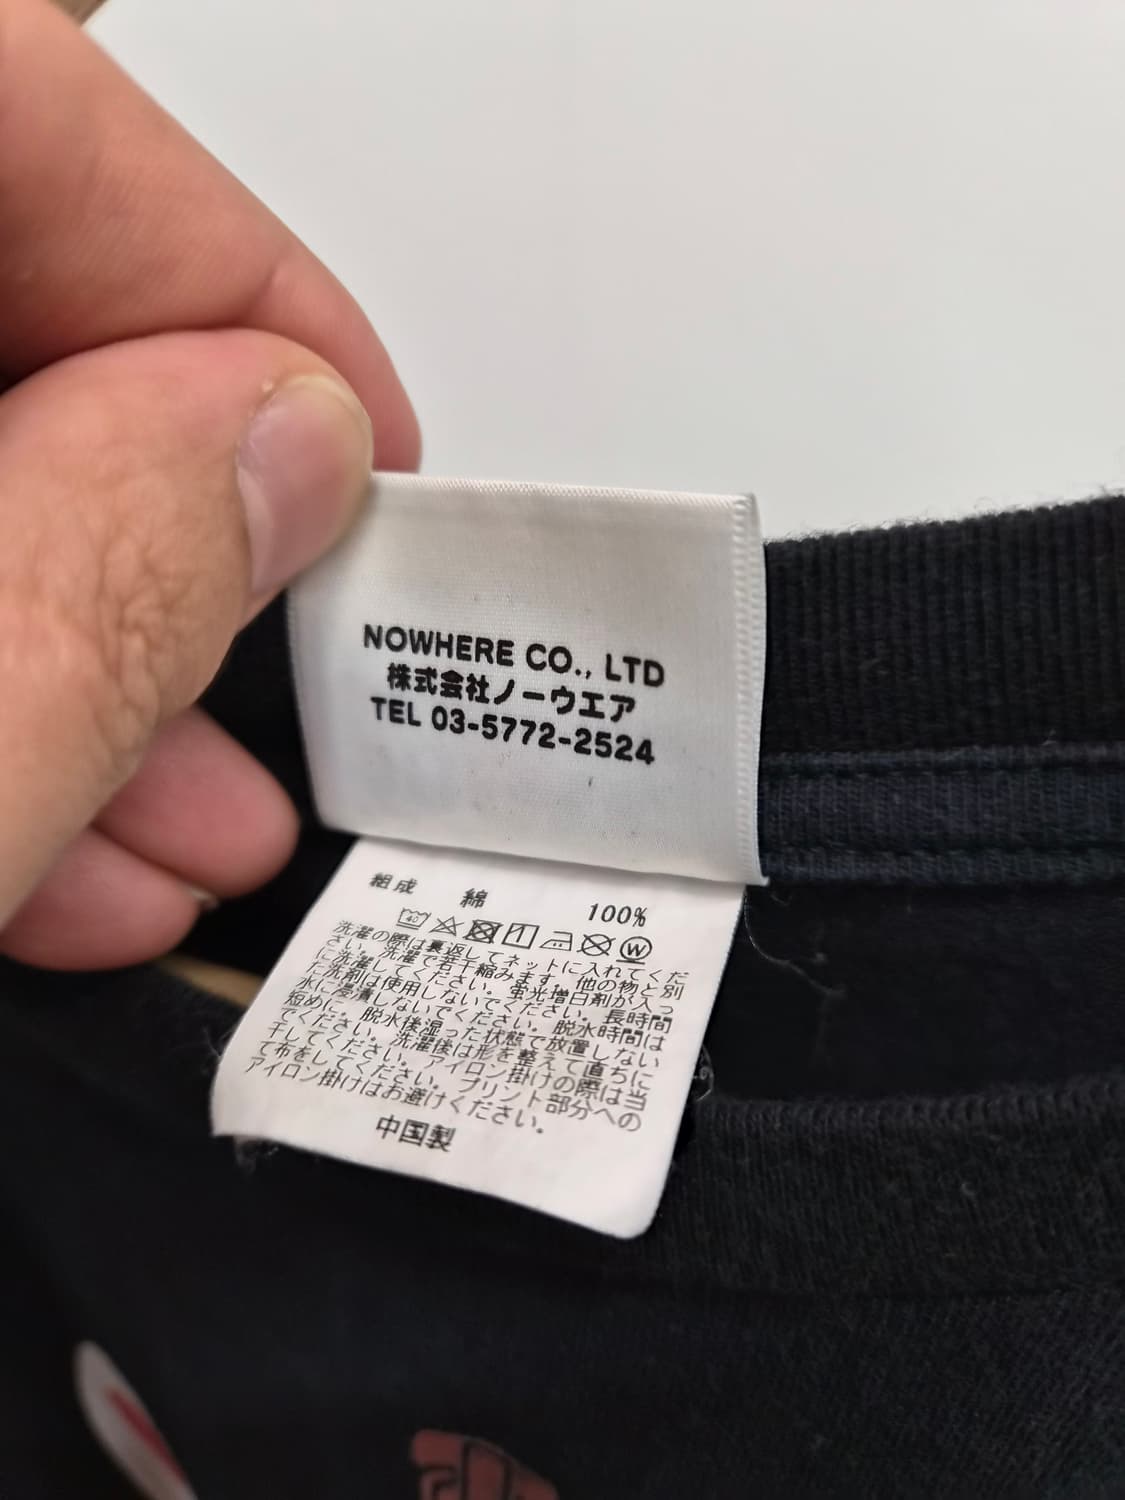 NOWHERE CO., LTD
株式会社ノーウエア
TEL 03-5772-2524
組成 綿 100%
40 W
洗濯の際は裏返してネットに入れてくだ
さい。洗濯で若干縮みます。他の物と別
に洗濯してください。蛍光増白剤が入っ
た洗剤は使用しないでください。長時間
水に浸漬しないでください。脱水時間は
短めに。脱水後湿った状態で放置しない
でください。洗濯後は形を整えて直ちに
干してください。アイロン掛けの際は当
て布をしてください。プリント部分への
アイロン掛けはお避けください。
中国製